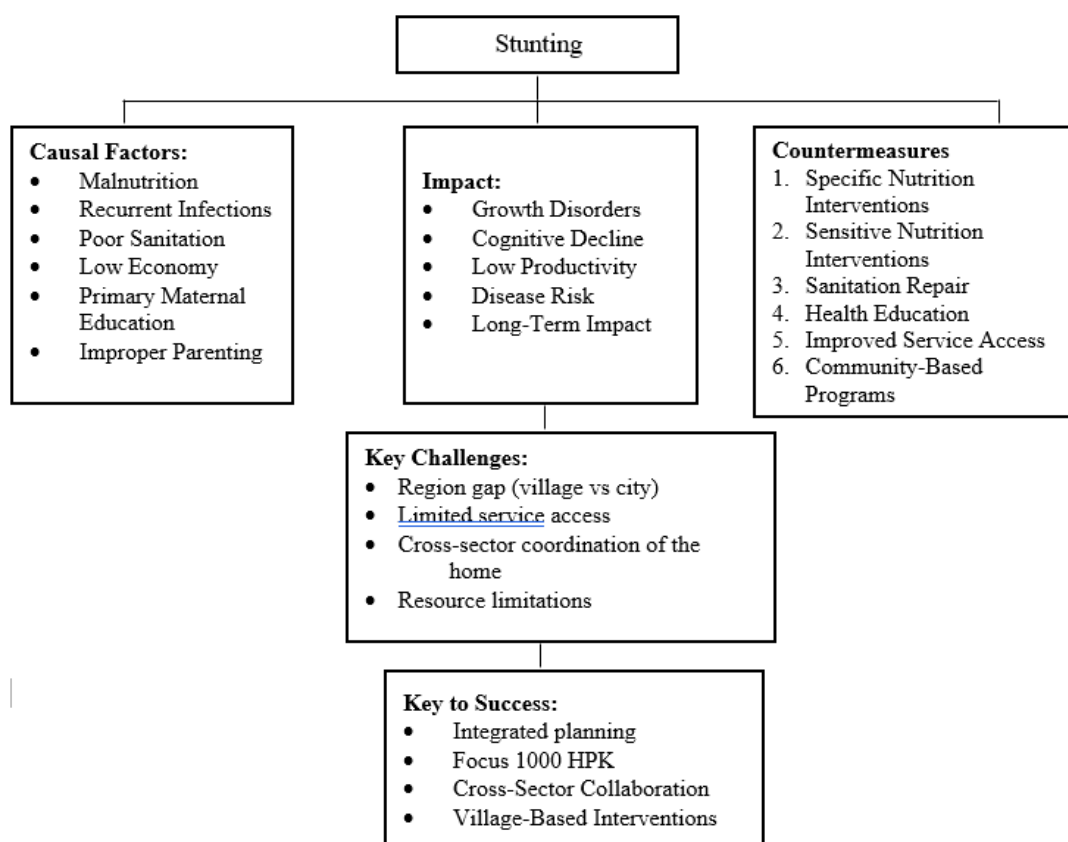 Stunting
Causal Factors:
• Malnutrition
• Recurrent Infections
• Poor Sanitation
• Low Economy
• Primary Maternal
Education
• Improper Parenting
Impact:
• Growth Disorders
• Cognitive Decline
• Low Productivity
• Disease Risk
• Long-Term Impact
Countermeasures
1. Specific Nutrition
Interventions
2. Sensitive Nutrition
Interventions
3. Sanitation Repair
4. Health Education
5. Improved Service Access
6. Community-Based
Programs
Key Challenges:
• Region gap (village vs city)
• Limited service access
• Cross-sector coordination of the
home
• Resource limitations
Key to Success:
• Integrated planning
• Focus 1000 HPK
• Cross-Sector Collaboration
• Village-Based Interventions